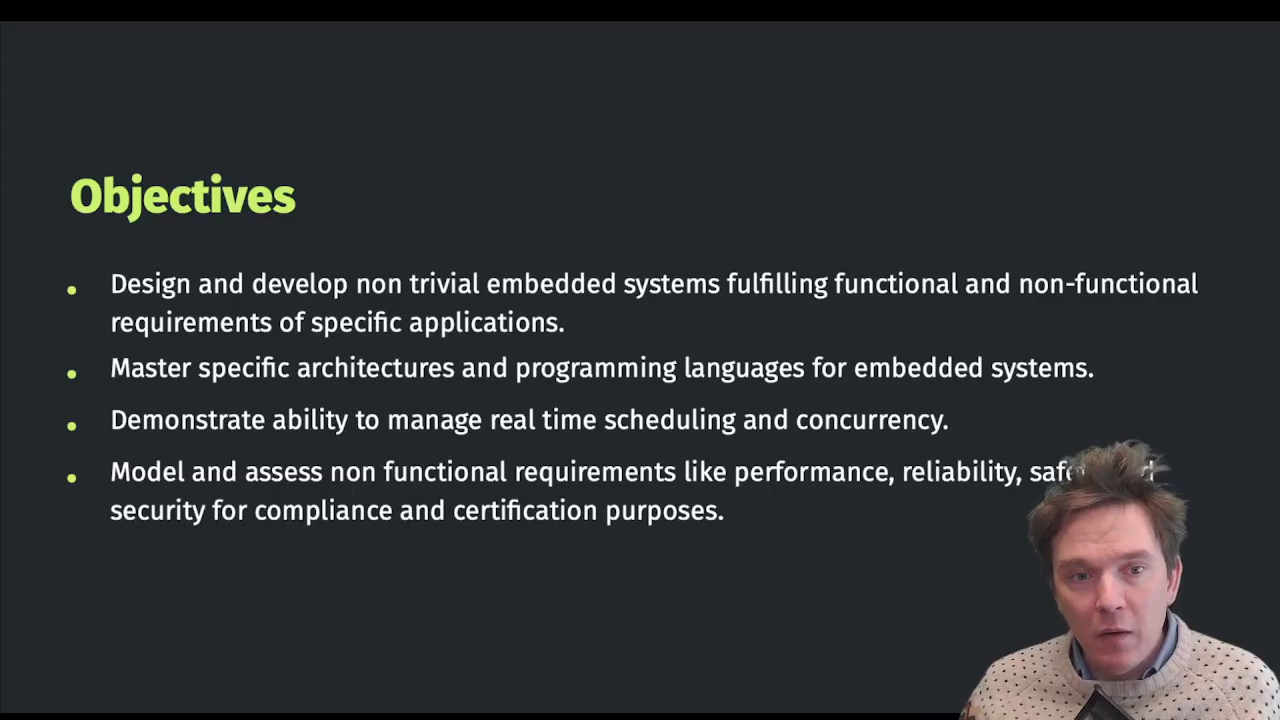 Objectives
Design and develop non trivial embedded systems fulfilling functional and non-functional
requirements of specific applications.
Master specific architectures and programming languages for embedded systems.
Demonstrate ability to manage real time scheduling and concurrency.
Model and assess non functional requirements like performance, reliability,
security for compliance and certification purposes.